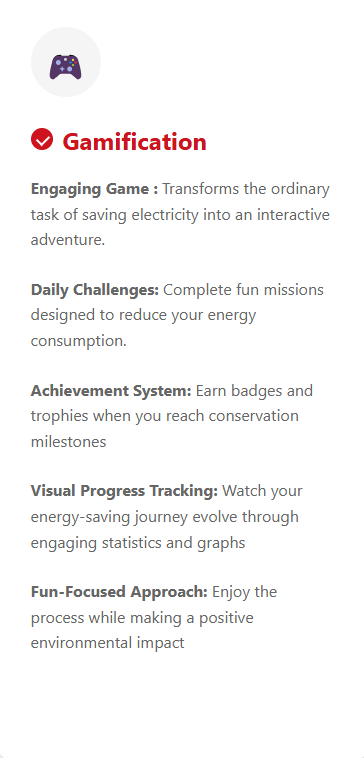 Gamification
Engaging Game : Transforms the ordinary
task of saving electricity into an interactive
adventure.
Daily Challenges: Complete fun missions
designed to reduce your energy
consumption.
Achievement System: Earn badges and
trophies when you reach conservation
milestones
Visual Progress Tracking: Watch your
energy-saving journey evolve through
engaging statistics and graphs
Fun-Focused Approach: Enjoy the
process while making a positive
environmental impact